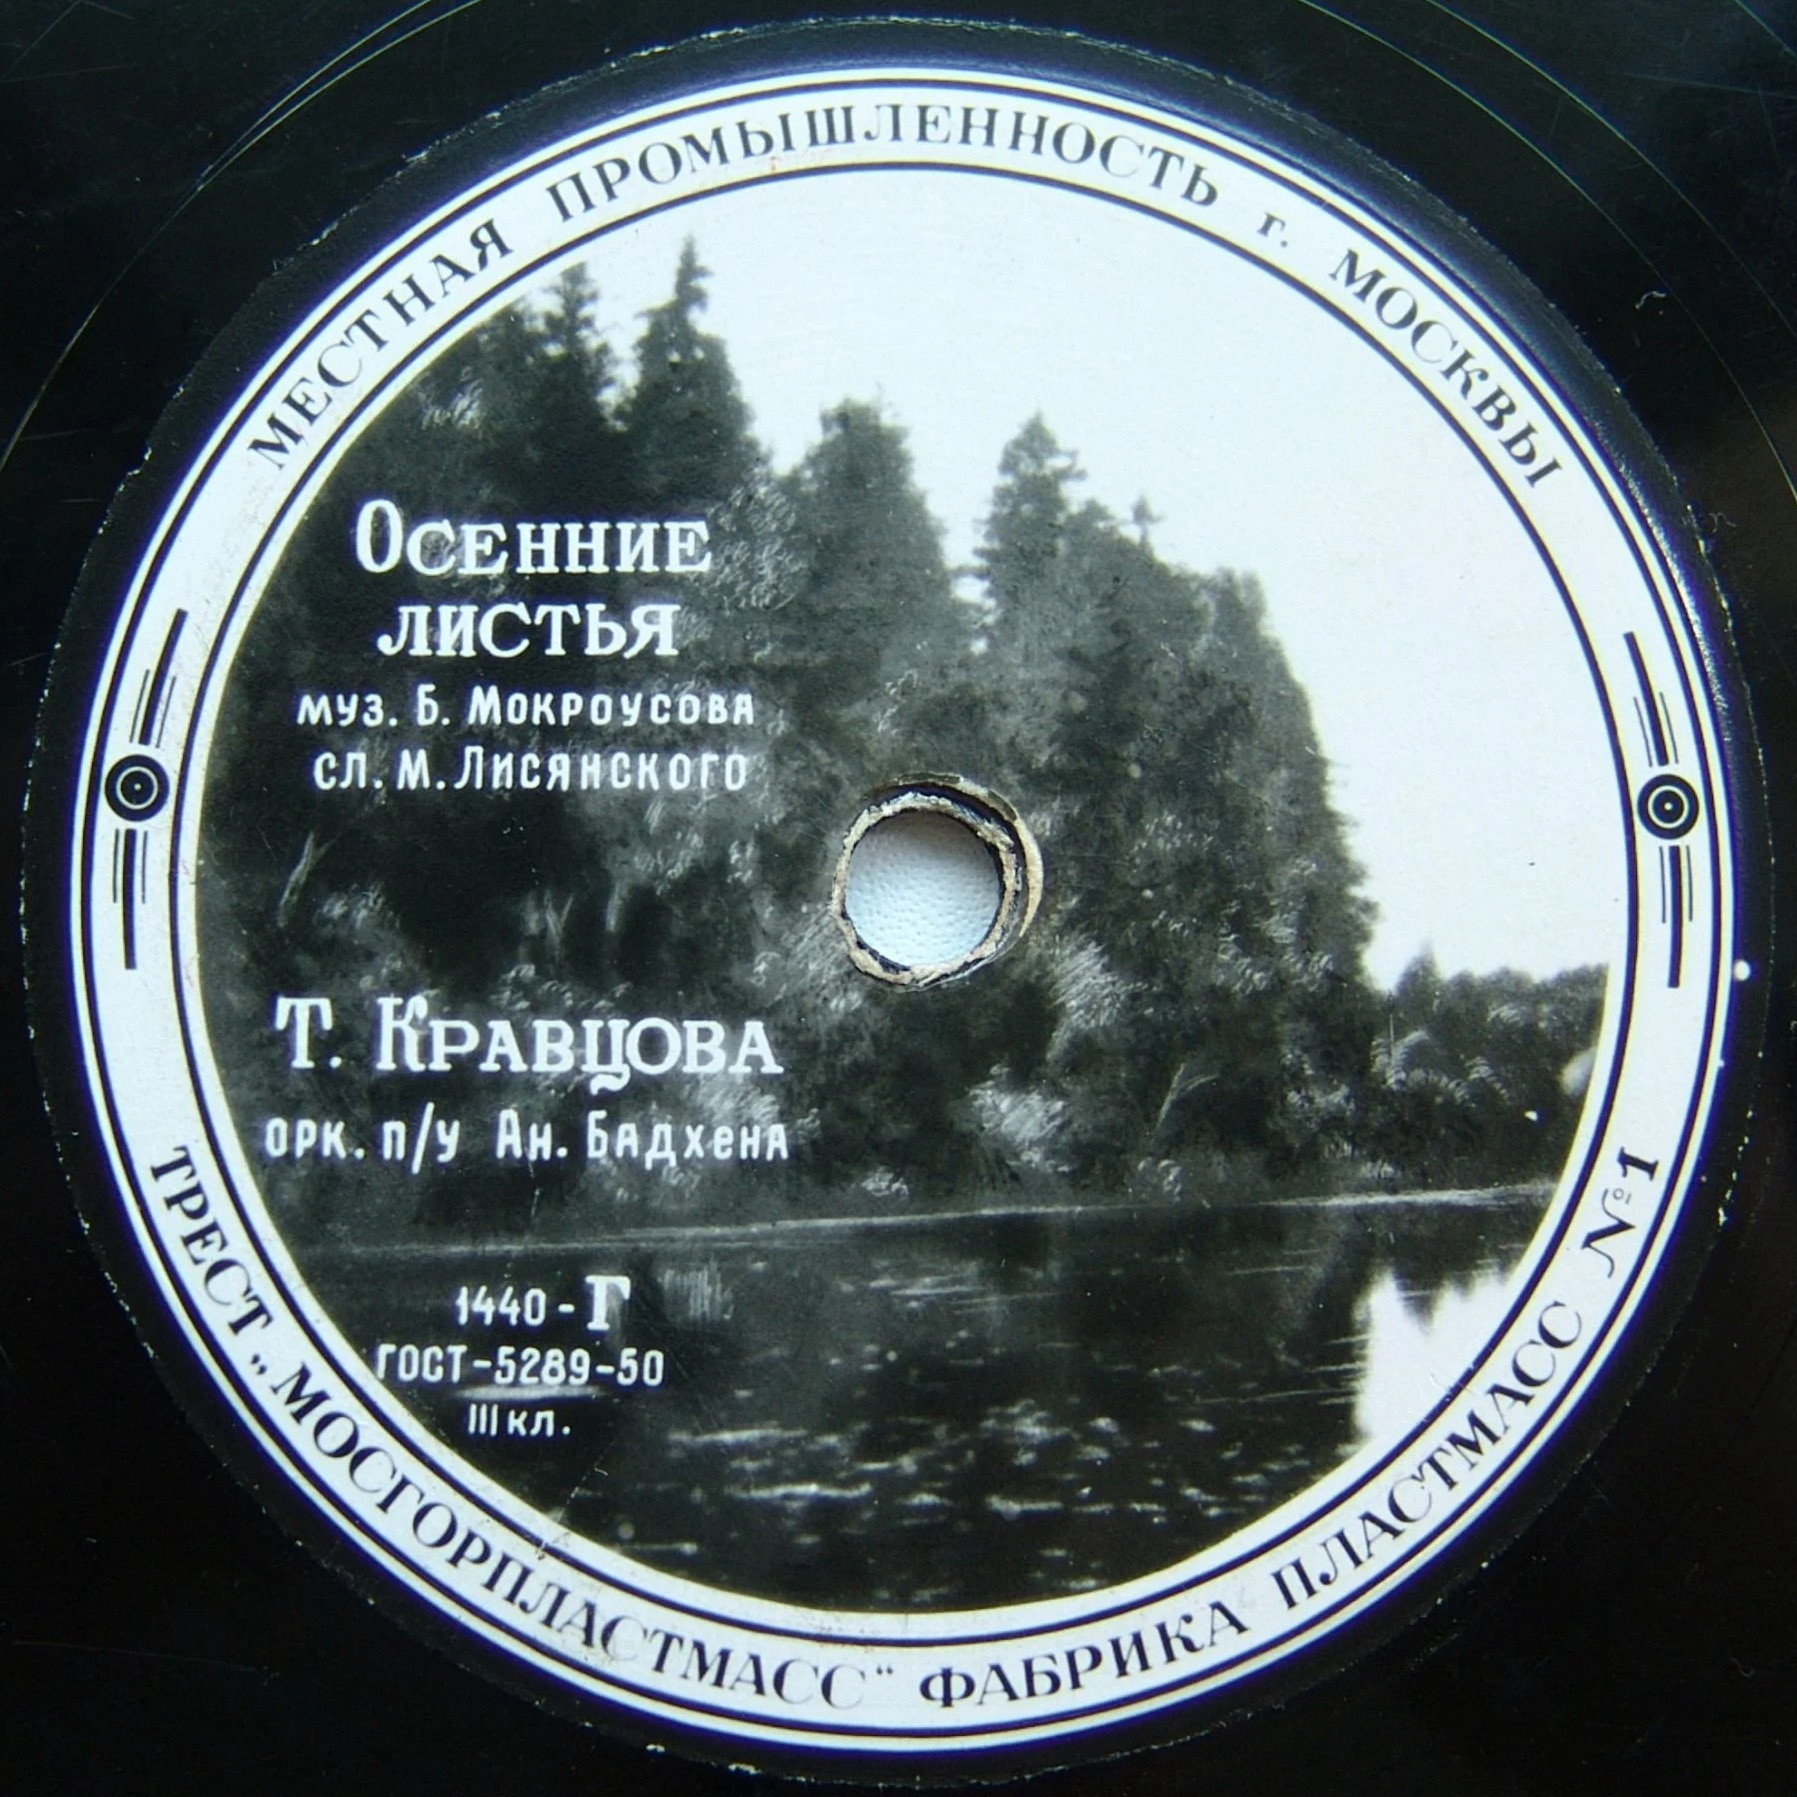 МЕСТНАЯ ПРОМЫШЛЕННОСТЬ г. МОСКВЫ
ОСЕННИЕ
ЛИСТЬЯ
муз. Б. Мокроусова
сл. М. Лисянского
Т. КРАВЦОВА
орк. п/у Ан. Бадхена
1440-Г
ГОСТ-5289-50
III кл.
ТРЕСТ „МОСГОРПЛАСТМАСС“ ФАБРИКА ПЛАСТМАСС №1